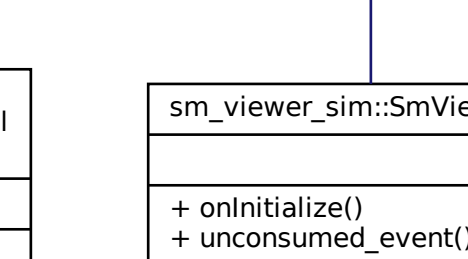 l
sm_viewer_sim::SmVie
+ onInitialize()
+ unconsumed_event()